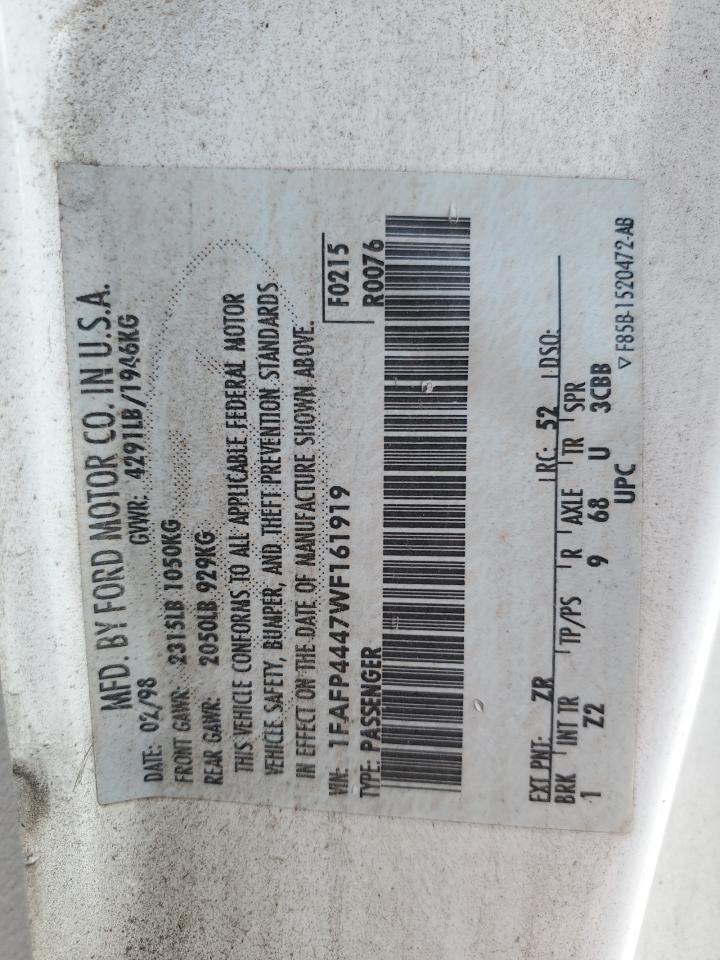 MFD. BY FORD MOTOR CO. IN U.S.A.
DATE: 02/98 GVWR: 4291LB/1946KG
FRONT GAWR: 2315LB 1050KG
REAR GAWR: 2050LB 929KG
THIS VEHICLE CONFORMS TO ALL APPLICABLE FEDERAL MOTOR
VEHICLE SAFETY, BUMPER, AND THEFT PREVENTION STANDARDS
IN EFFECT ON THE DATE OF MANUFACTURE SHOWN ABOVE.
VIN: 1FAFP4447WF161919 F0215
TYPE: PASSENGER R0076
EXT PNT: ZR RC: 52 DSO:
BRK INT TR TP/PS R AXLE TR SPR
1 Z2 9 68 U 3CBB
UPC ▽ F85B-1520472-AB